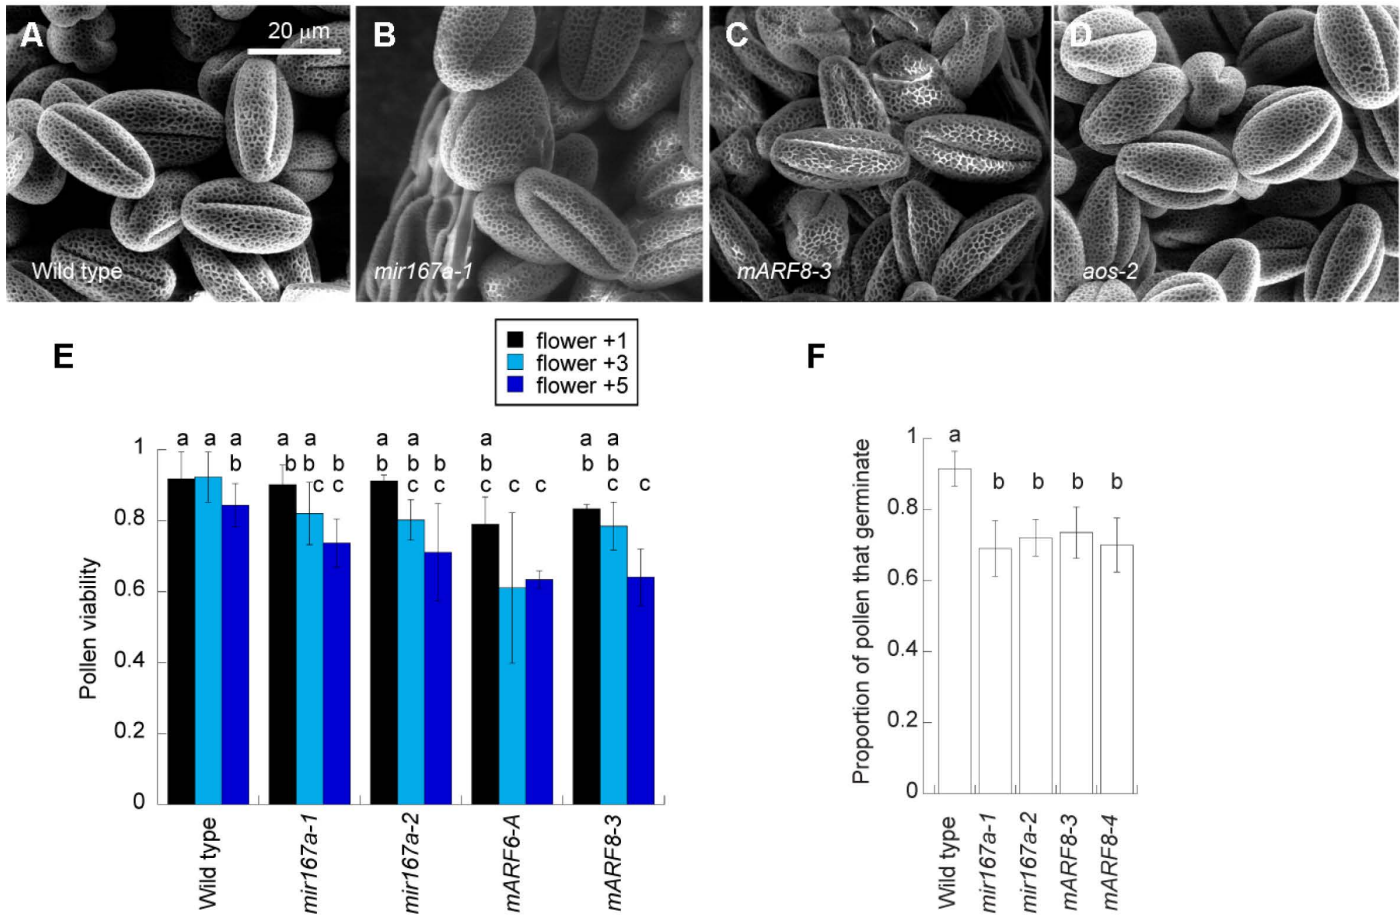 A
20 μm
B
C
D
Wild type
mir167a-1
mARF8-3
aos-2
E
flower +1
flower +3
flower +5
F
a a a a a a a a a a
b b b b b b b b b b b
c c c c c c c c c c
1
0.8
0.6
0.4
0.2
0
Pollen viability
Wild type
mir167a-1
mir167a-2
mARF6-A
mARF8-3
a
b b b b
1
0.8
0.6
0.4
0.2
0
Proportion of pollen that germinate
Wild type
mir167a-1
mir167a-2
mARF8-3
mARF8-4